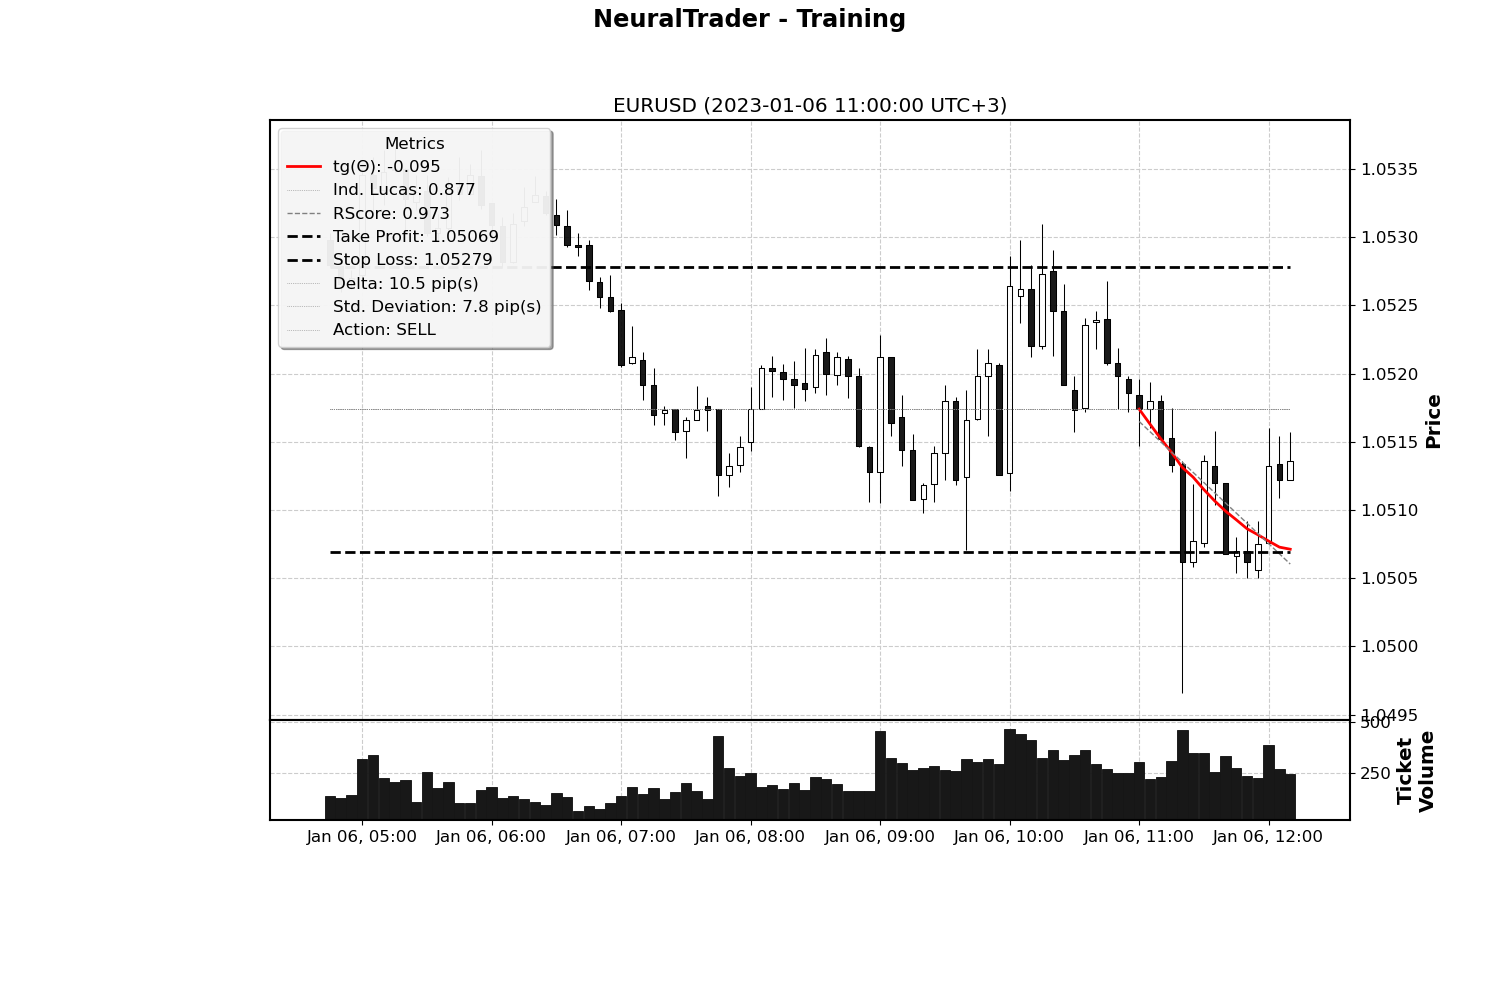 NeuralTrader - Training
EURUSD (2023-01-06 11:00:00 UTC+3)
Metrics
tg(Θ): -0.095
Ind. Lucas: 0.877
RScore: 0.973
Take Profit: 1.05069
Stop Loss: 1.05279
Delta: 10.5 pip(s)
Std. Deviation: 7.8 pip(s)
Action: SELL
1.0535
1.0530
1.0525
1.0520
1.0515
1.0510
1.0505
1.0500
1.0495
Price
500
250
Ticket
Volume
Jan 06, 05:00
Jan 06, 06:00
Jan 06, 07:00
Jan 06, 08:00
Jan 06, 09:00
Jan 06, 10:00
Jan 06, 11:00
Jan 06, 12:00